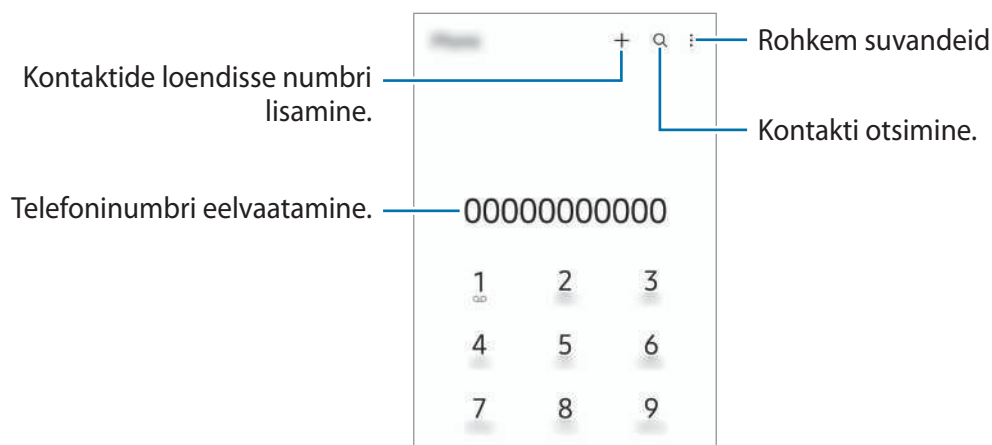 Rohkem suvandeid
Kontaktide loendisse numbri
lisamine.
Kontakti otsimine.
Telefoninumbri eelvaatamine.
00000000000
1 2 3
4 5 6
7 8 9